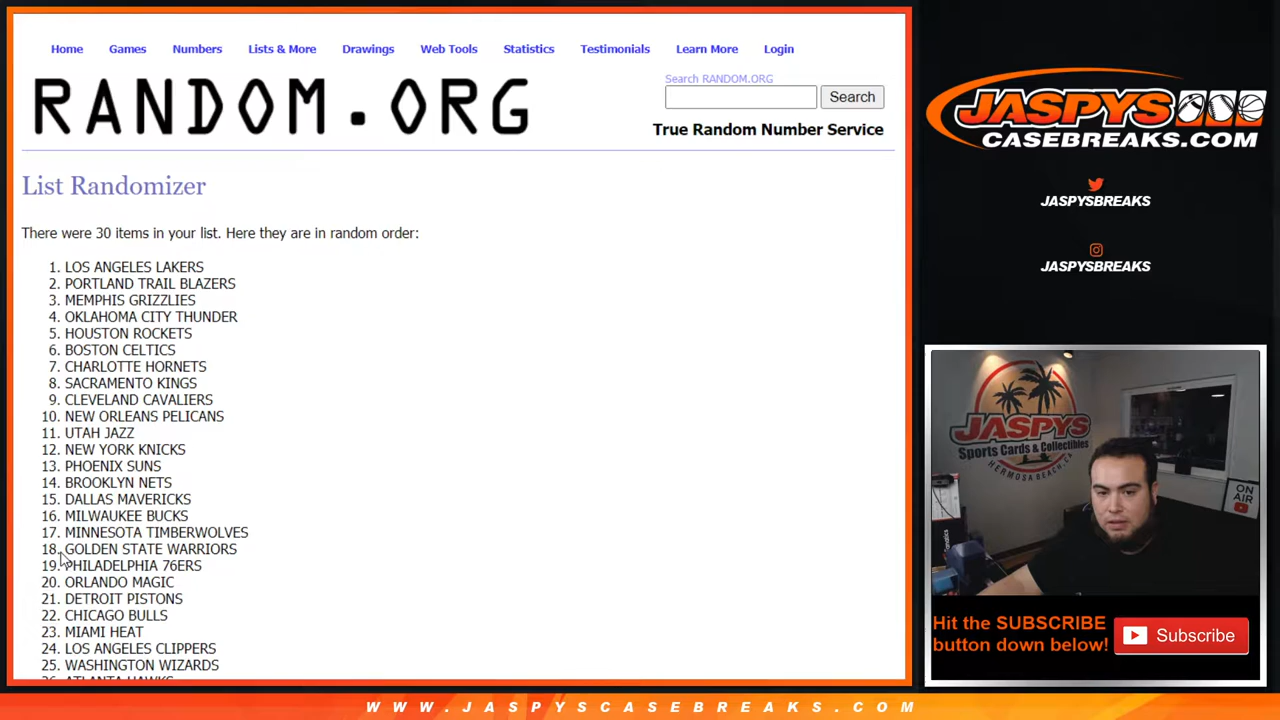 Home Games Numbers Lists & More Drawings Web Tools Statistics Testimonials Learn More Login
RANDOM.ORG
Search RANDOM.ORG
Search
True Random Number Service
List Randomizer
There were 30 items in your list. Here they are in random order:
1. LOS ANGELES LAKERS
2. PORTLAND TRAIL BLAZERS
3. MEMPHIS GRIZZLIES
4. OKLAHOMA CITY THUNDER
5. HOUSTON ROCKETS
6. BOSTON CELTICS
7. CHARLOTTE HORNETS
8. SACRAMENTO KINGS
9. CLEVELAND CAVALIERS
10. NEW ORLEANS PELICANS
11. UTAH JAZZ
12. NEW YORK KNICKS
13. PHOENIX SUNS
14. BROOKLYN NETS
15. DALLAS MAVERICKS
16. MILWAUKEE BUCKS
17. MINNESOTA TIMBERWOLVES
18. GOLDEN STATE WARRIORS
19. PHILADELPHIA 76ERS
20. ORLANDO MAGIC
21. DETROIT PISTONS
22. CHICAGO BULLS
23. MIAMI HEAT
24. LOS ANGELES CLIPPERS
25. WASHINGTON WIZARDS
26. ATLANTA HAWKS
JASPYS
CASEBREAKS.COM
JASPYSBREAKS
JASPYSBREAKS
JASPYS
Sports Cards & Collectibles
HERMOSA BEACH, CA
ON
AIR
Fanatics
Hit the SUBSCRIBE
button down below!
Subscribe
WWW.JASPYSCASEBREAKS.COM